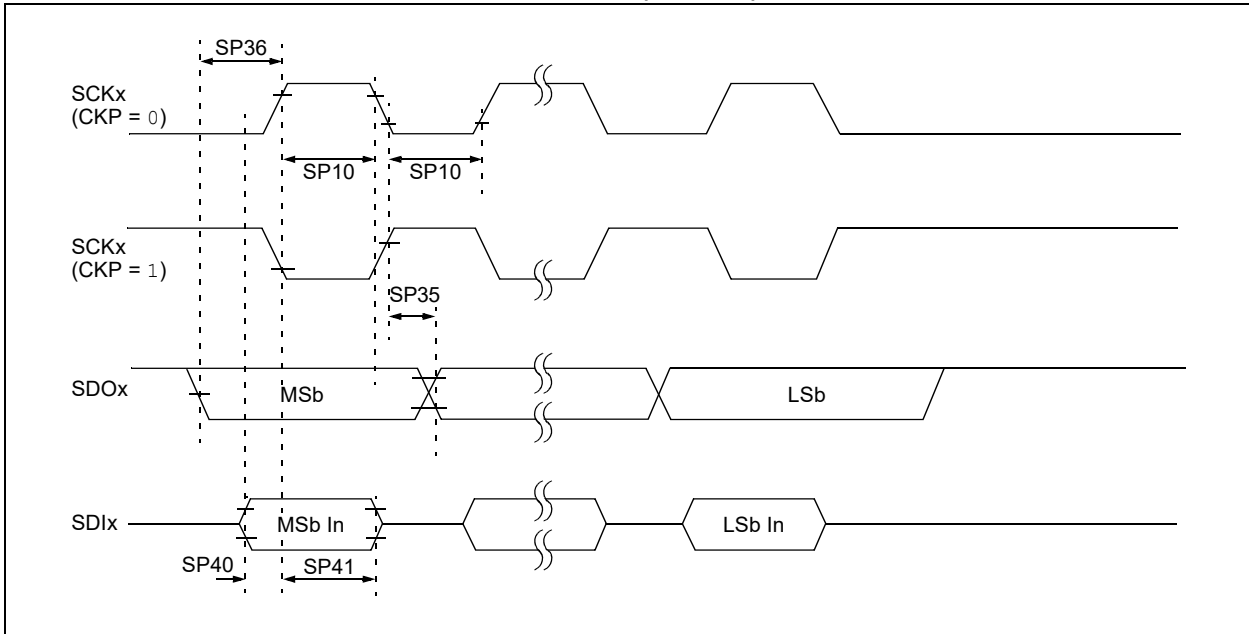 SP36
SCKx
(CKP = 0)
SP10
SP10
SCKx
(CKP = 1)
SP35
SDOx
MSb
LSb
SDIx
MSb In
LSb In
SP40
SP41